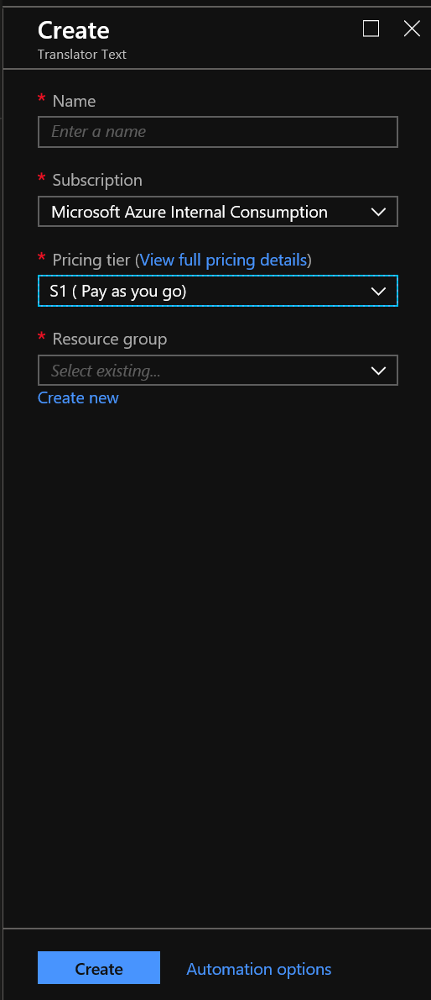 Create
Translator Text
* Name
Enter a name
* Subscription
Microsoft Azure Internal Consumption
* Pricing tier (View full pricing details)
S1 ( Pay as you go)
* Resource group
Select existing...
Create new
Create Automation options